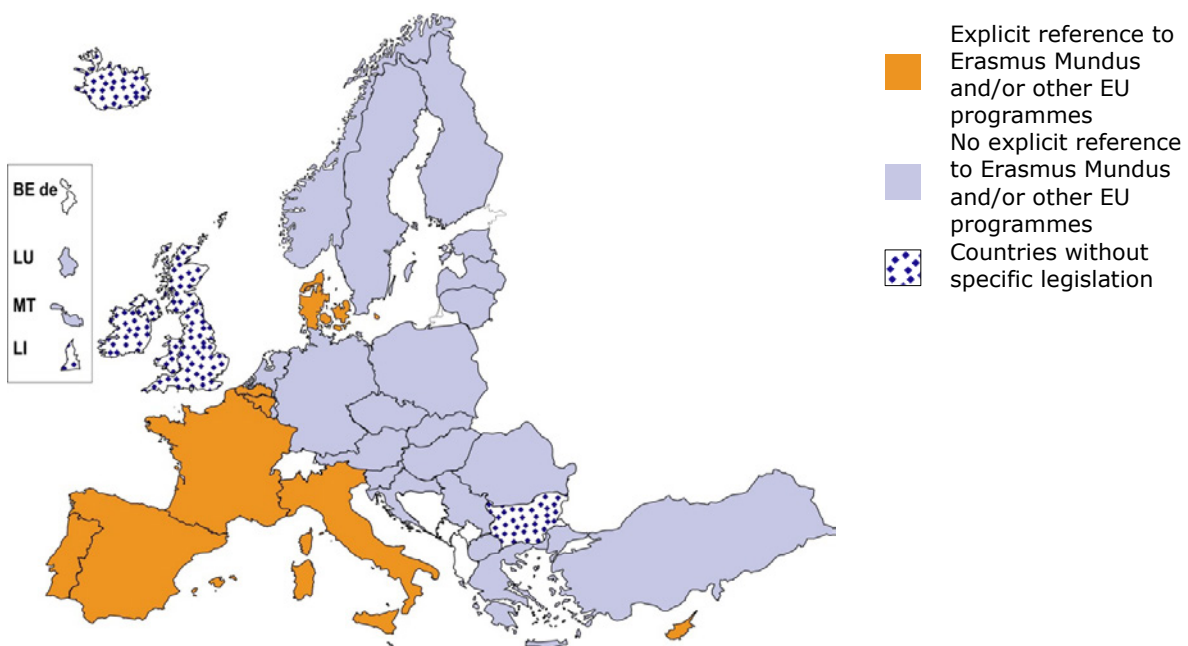 Explicit reference to
Erasmus Mundus
and/or other EU
programmes
No explicit reference
to Erasmus Mundus
and/or other EU
programmes
Countries without
specific legislation
BE de
LU
MT
LI